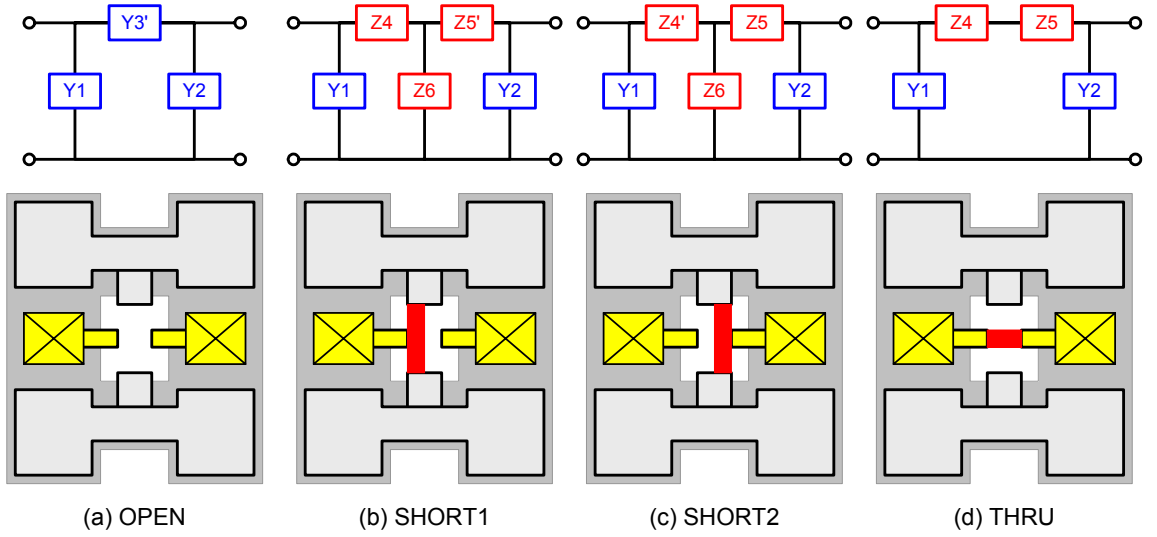 Y3'
Y1
Y2
Z4
Z5'
Y1
Z6
Y2
Z4'
Z5
Y1
Z6
Y2
Z4
Z5
Y1
Y2
(a) OPEN
(b) SHORT1
(c) SHORT2
(d) THRU